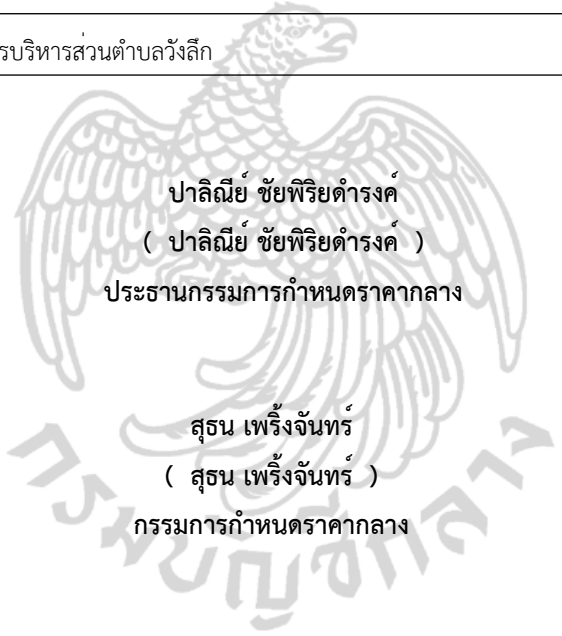 รบริหารส่วนตำบลวังลึก
ปาลิณีย์ ชัยพิริยดำรงค์
( ปาลิณีย์ ชัยพิริยดำรงค์ )
ประธานกรรมการกำหนดราคากลาง
สุธน เพริ้งจันทร์
( สุธน เพริ้งจันทร์ )
กรรมการกำหนดราคากลาง
กรมบัญชีกลาง